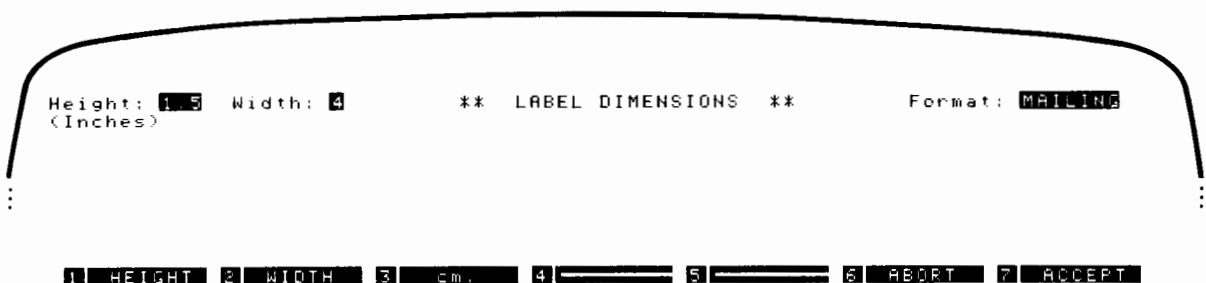 Height: 1.5 Width: 4 ** LABEL DIMENSIONS ** Format: MAILING
(Inches)
1 HEIGHT 2 WIDTH 3 cm. 4 5 6 ABORT 7 ACCEPT